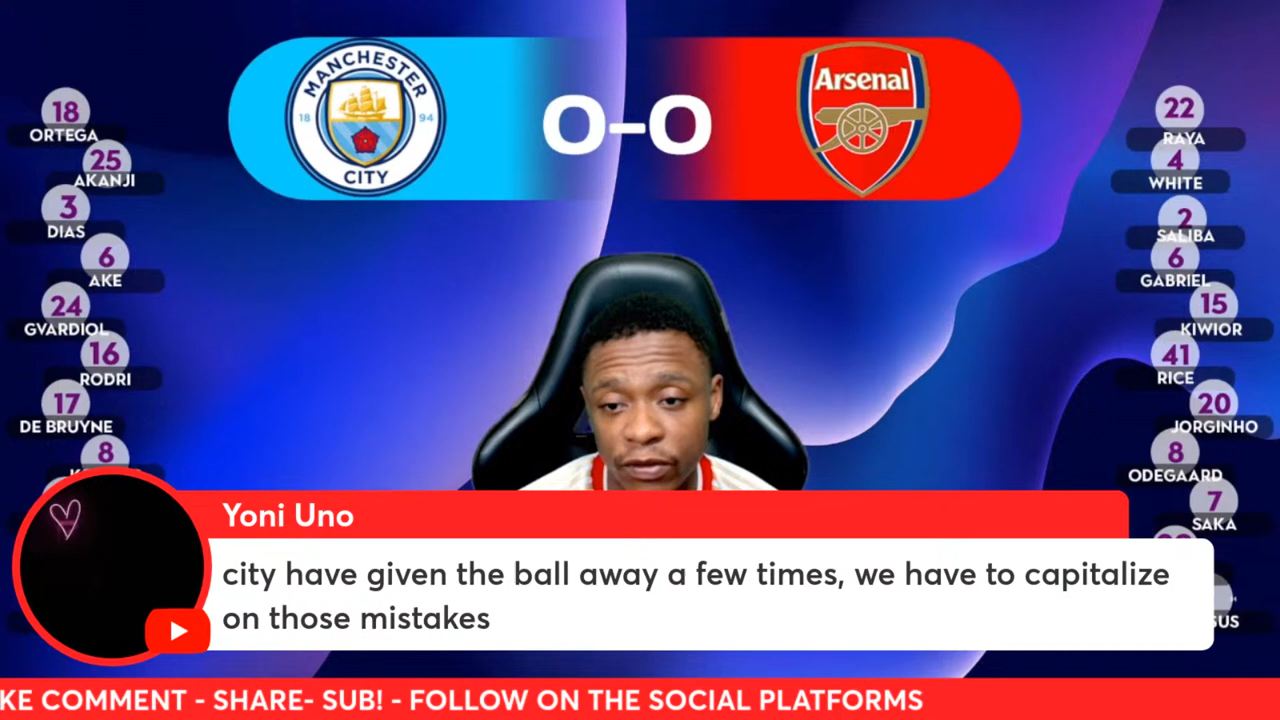 MANCHESTER
18 94
CITY
0-0
Arsenal
18
ORTEGA
25
AKANJI
3
DIAS
6
AKE
24
GVARDIOL
16
RODRI
17
DE BRUYNE
8
22
RAYA
4
WHITE
2
SALIBA
6
GABRIEL
15
KIWIOR
41
RICE
20
JORGINHO
8
ODEGAARD
7
SAKA
SUS
Yoni Uno
city have given the ball away a few times, we have to capitalize
on those mistakes
KE COMMENT - SHARE- SUB! - FOLLOW ON THE SOCIAL PLATFORMS